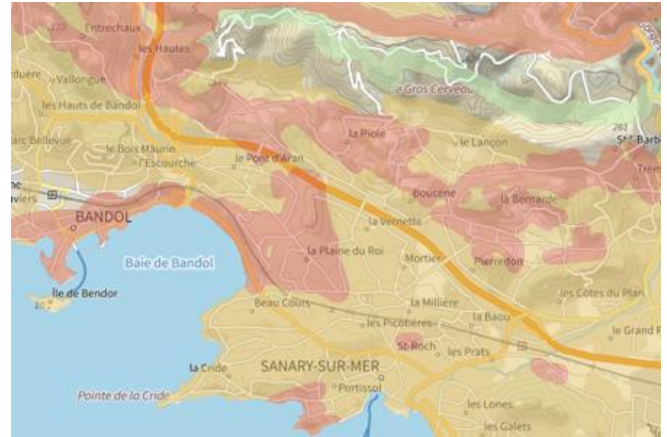 Entrechaux
les Hautes
Vallongue
les Hauts de Bandol
le Bois Maurin
l'Escourche
le Pont d'Aran
la Piole
le Gros Cerveau
261
le Lançon
Boucène
la Bernarde
BANDOL
la Vernette
Baie de Bandol
la Plaine du Roi
Mortier
Pierredon
Île de Bendor
Beau Cours
la Millière
les Côtes du Plan
les Picotières
la Baou
St-Roch
les Prats
la Cride
SANARY-SUR-MER
Portissol
Pointe de la Cride
les Lones
les Galets